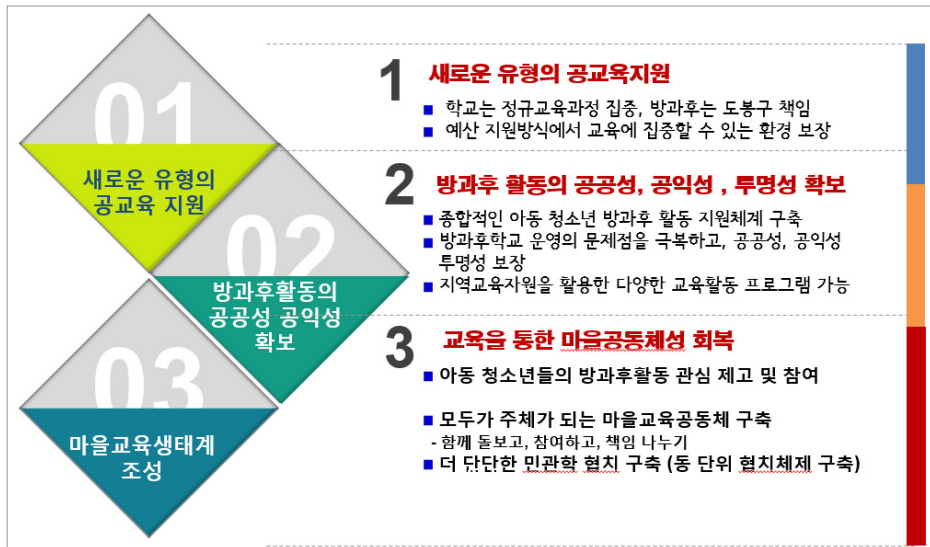 01
새로운 유형의
공교육 지원
02
방과후활동의
공공성 공익성
확보
03
마을교육생태계
조성
1 새로운 유형의 공교육지원
■ 학교는 정규교육과정 집중, 방과후는 도봉구 책임
■ 예산 지원방식에서 교육에 집중할 수 있는 환경 보장
2 방과후 활동의 공공성, 공익성 , 투명성 확보
■ 종합적인 아동 청소년 방과후 활동 지원체계 구축
■ 방과후학교 운영의 문제점을 극복하고, 공공성, 공익성
투명성 보장
■ 지역교육자원을 활용한 다양한 교육활동 프로그램 가능
3 교육을 통한 마을공동체성 회복
■ 아동 청소년들의 방과후활동 관심 제고 및 참여
■ 모두가 주체가 되는 마을교육공동체 구축
- 함께 돌보고, 참여하고, 책임 나누기
■ 더 단단한 민관학 협치 구축 (동 단위 협치체제 구축)